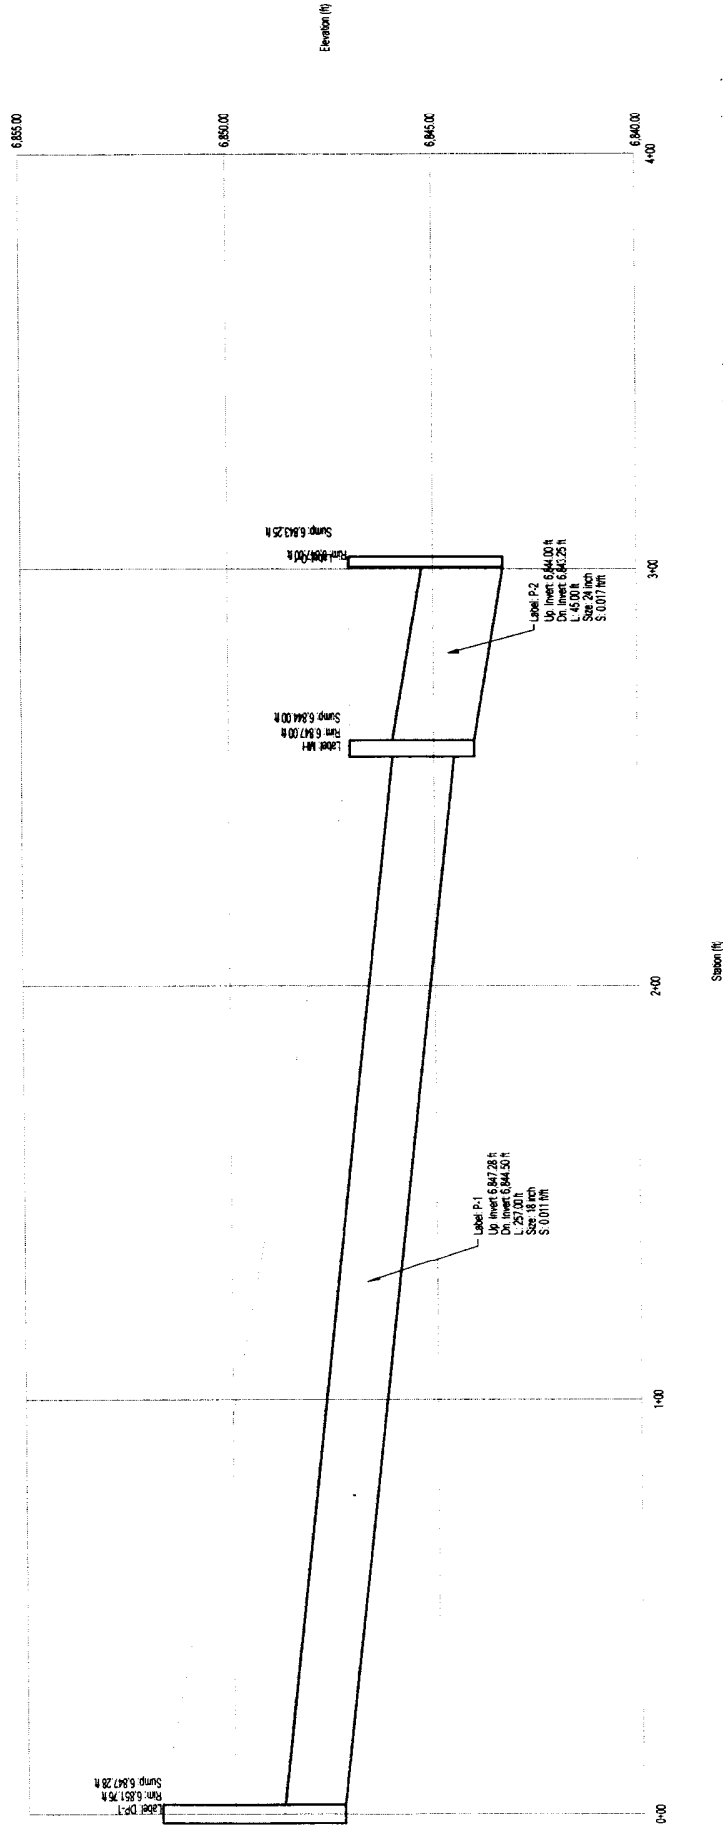 Elevation (ft)
6,855.00
6,850.00
6,845.00
6,840.00
4+00
Sump: 6,843.25 ft
Rim: 6,847.00 ft
3+00
Label: P-2
Up. Invert: 6,844.00 ft
Dn. Invert: 6,843.25 ft
L: 45.00 ft
Size: 24 inch
S: 0.017 ft/ft
Label: MH
Rim: 6,847.00 ft
Sump: 6,844.00 ft
2+00
Station (ft)
Label: P-1
Up. Invert: 6,847.28 ft
Dn. Invert: 6,844.50 ft
L: 257.00 ft
Size: 18 inch
S: 0.011 ft/ft
1+00
Label: DP-1
Rim: 6,851.76 ft
Sump: 6,847.28 ft
0+00